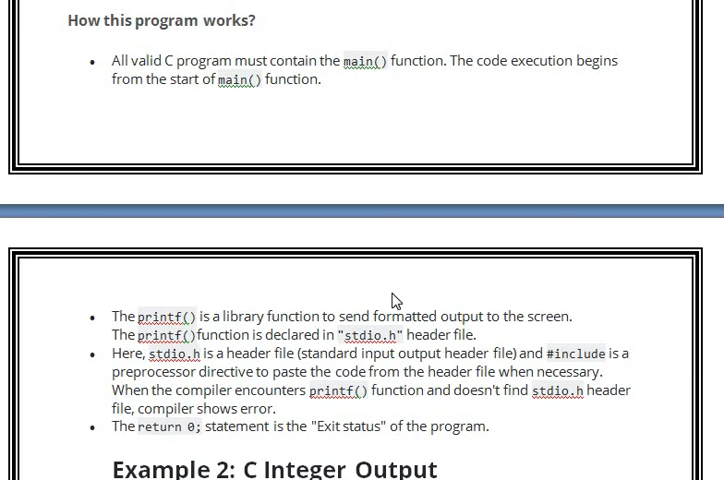 How this program works?
• All valid C program must contain the main() function. The code execution begins
from the start of main() function.
• The printf() is a library function to send formatted output to the screen.
The printf()function is declared in "stdio.h" header file.
• Here, stdio.h is a header file (standard input output header file) and #include is a
preprocessor directive to paste the code from the header file when necessary.
When the compiler encounters printf() function and doesn't find stdio.h header
file, compiler shows error.
• The return 0; statement is the "Exit status" of the program.
Example 2: C Integer Output